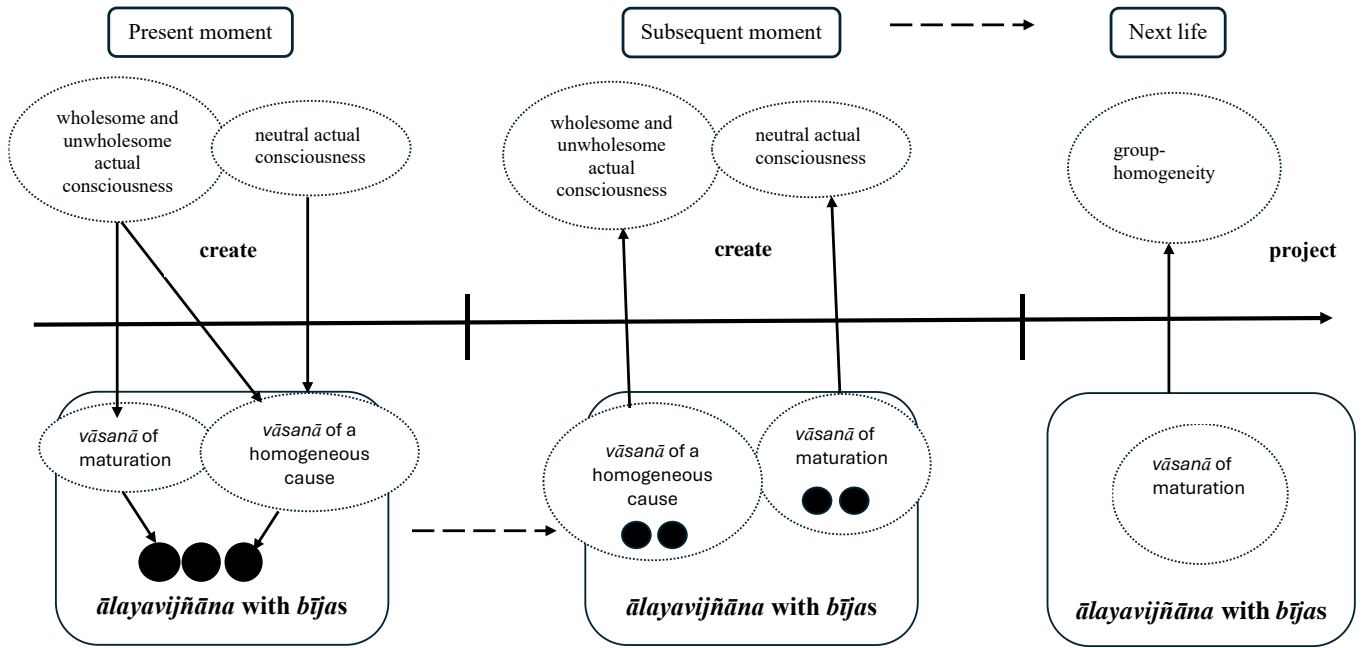 Present moment
Subsequent moment
Next life
wholesome and
unwholesome
actual
consciousness
neutral actual
consciousness
wholesome and
unwholesome
actual
consciousness
neutral actual
consciousness
group-
homogeneity
create
create
project
vāsanā of
maturation
vāsanā of a
homogeneous
cause
vāsanā of a
homogeneous
cause
vāsanā of
maturation
vāsanā of
maturation
ālayavijñāna with bījas
ālayavijñāna with bījas
ālayavijñāna with bījas